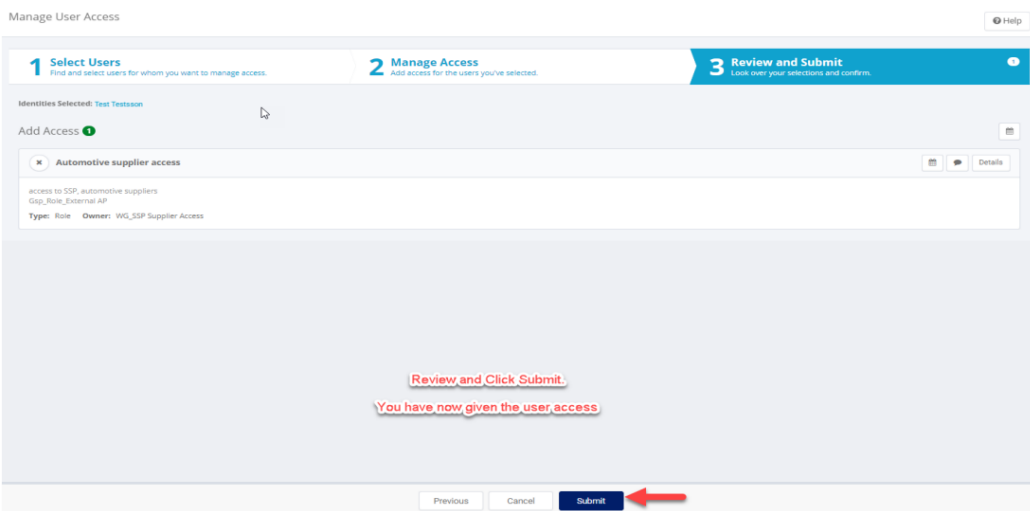 Manage User Access
Help
1 Select Users
Find and select users for whom you want to manage access.
2 Manage Access
Add access for the users you've selected.
3 Review and Submit
Look over your selections and confirm.
1
Identities Selected: Test Testsson
Add Access 1
Automotive supplier access
Details
access to SSP, automotive suppliers
Gsp_Role_External AP
Type: Role Owner: WG_SSP Supplier Access
Review and Click Submit.
You have now given the user access
Previous Cancel Submit